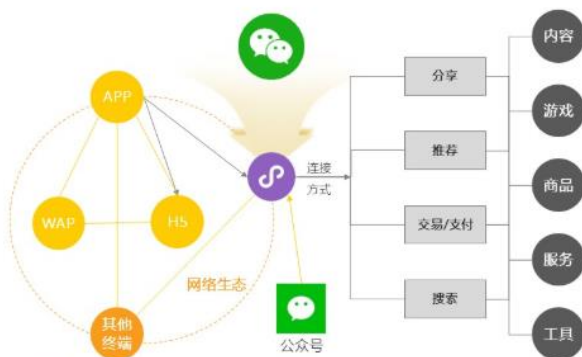 APP
WAP
H5
其他
终端
网络生态
公众号
连接
方式
分享
推荐
交易/支付
搜索
内容
游戏
商品
服务
工具